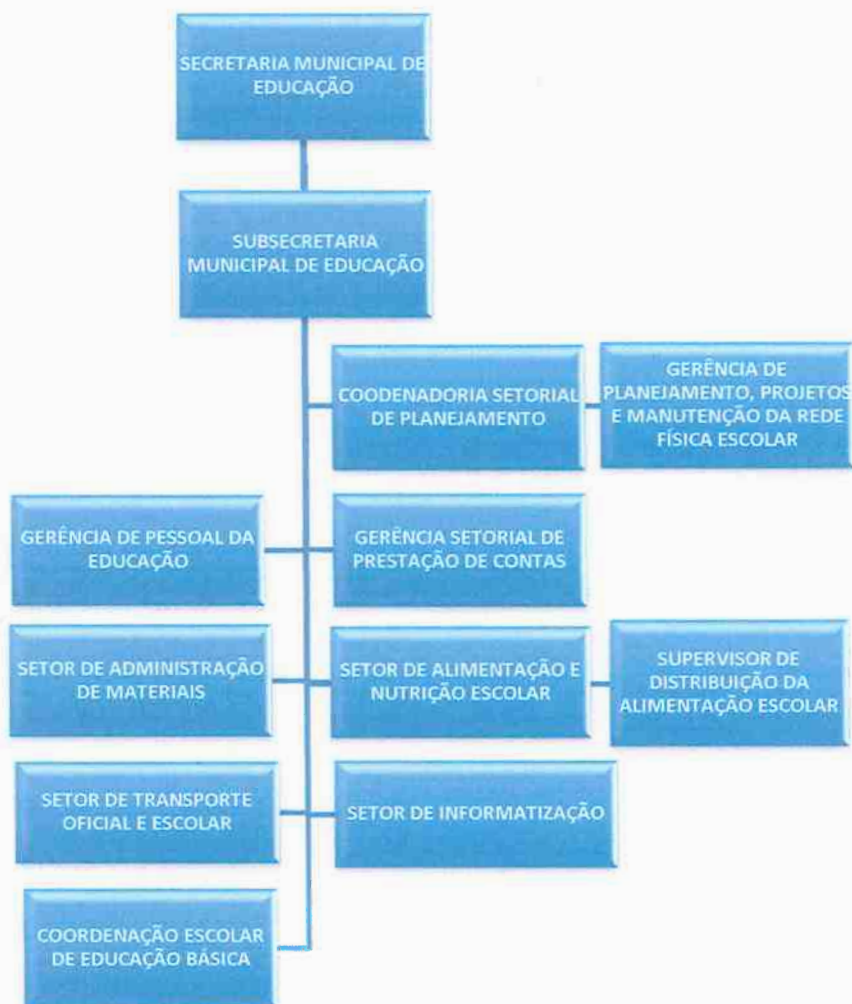 SECRETARIA MUNICIPAL DE
EDUCAÇÃO
SUBSECRETARIA
MUNICIPAL DE EDUCAÇÃO
COODENADORIA SETORIAL
DE PLANEJAMENTO
GERÊNCIA DE
PLANEJAMENTO, PROJETOS
E MANUTENÇÃO DA REDE
FÍSICA ESCOLAR
GERÊNCIA DE PESSOAL DA
EDUCAÇÃO
GERÊNCIA SETORIAL DE
PRESTAÇÃO DE CONTAS
SETOR DE ADMINISTRAÇÃO
DE MATERIAIS
SETOR DE ALIMENTAÇÃO E
NUTRIÇÃO ESCOLAR
SUPERVISOR DE
DISTRIBUIÇÃO DA
ALIMENTAÇÃO ESCOLAR
SETOR DE TRANSPORTE
OFICIAL E ESCOLAR
SETOR DE INFORMATIZAÇÃO
COORDENAÇÃO ESCOLAR
DE EDUCAÇÃO BÁSICA